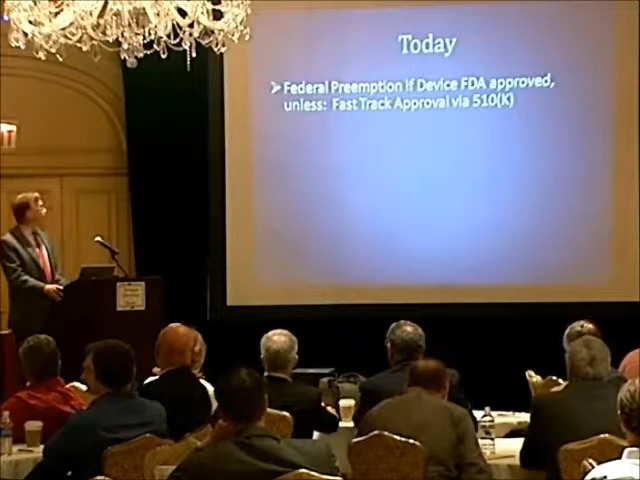 Today
➢Federal Preemption if Device FDA approved,
unless: Fast Track Approval via 510(K)